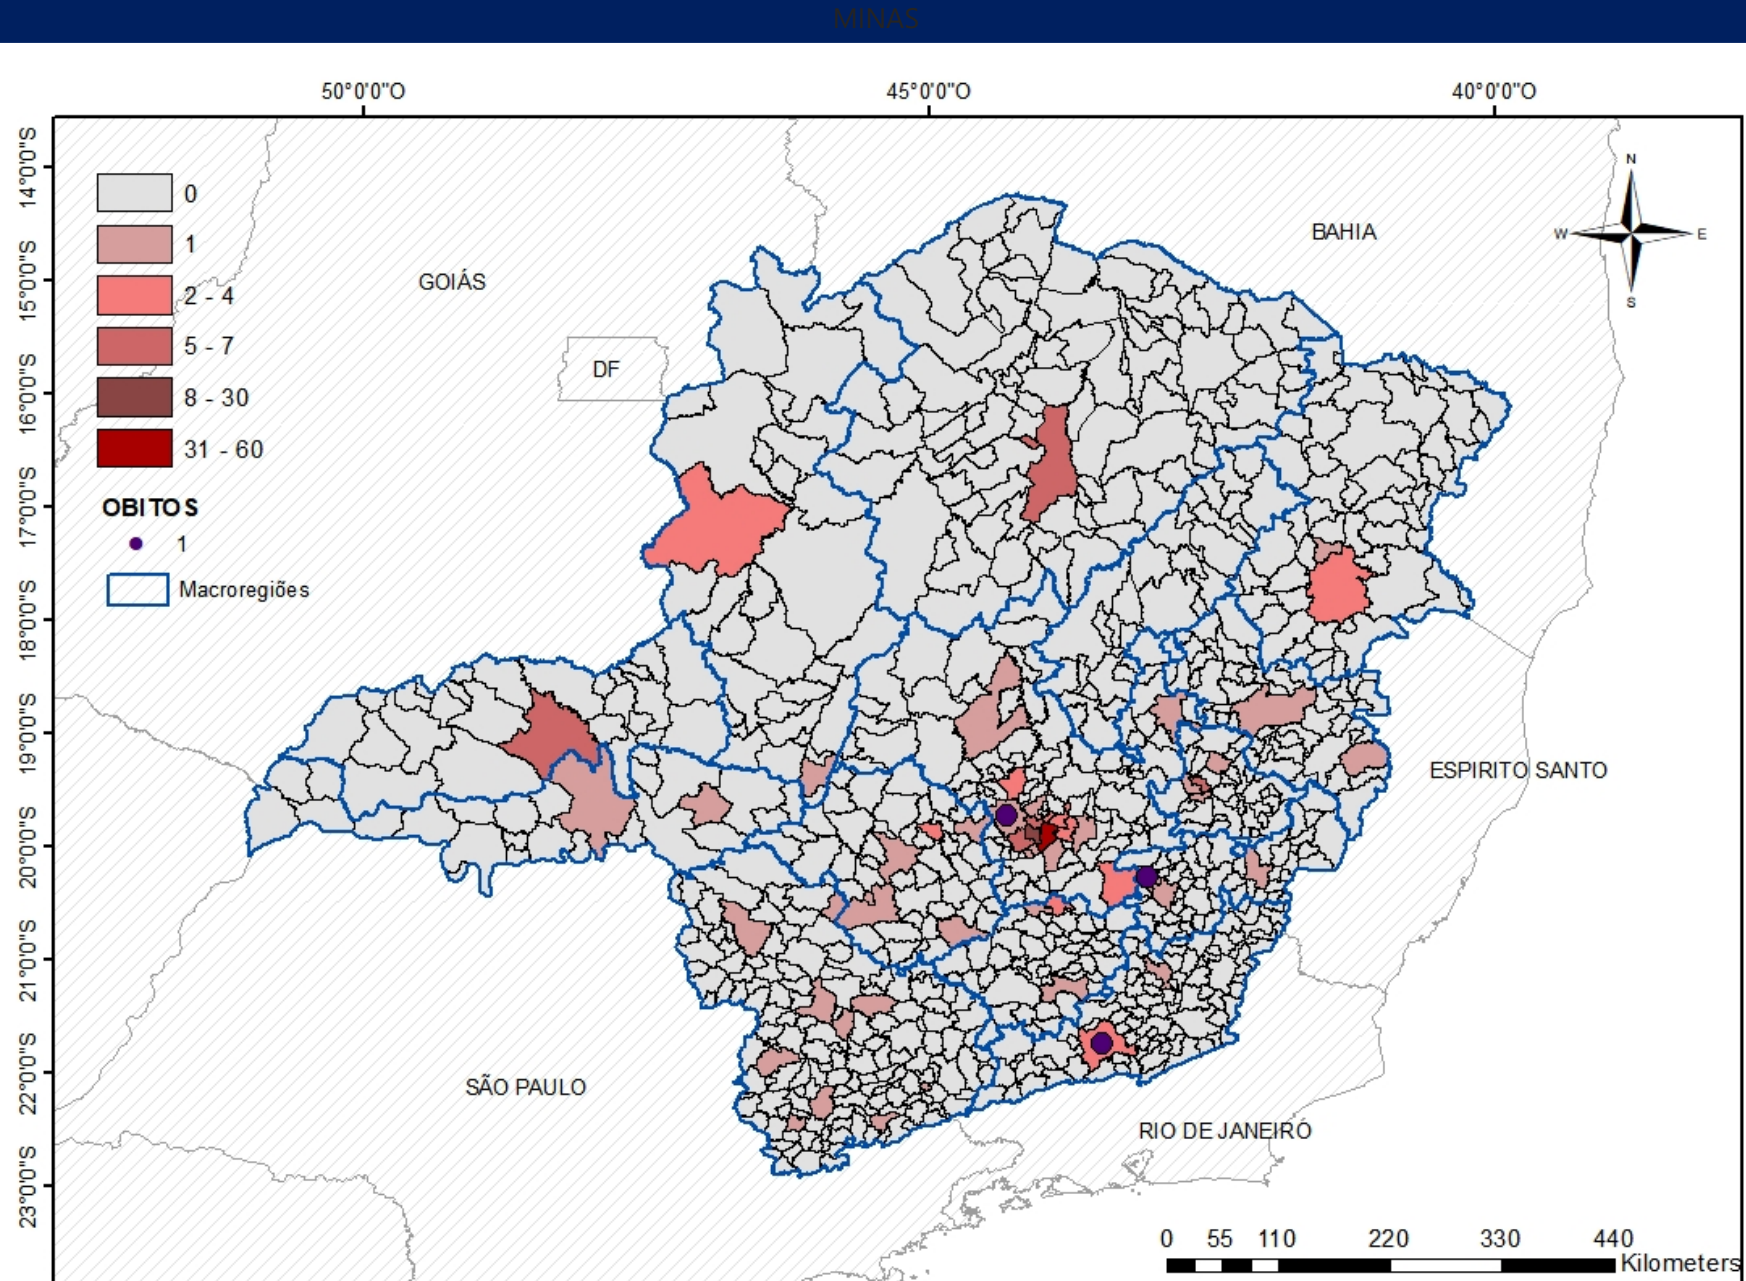 MINAS
50°0'0"O 45°0'0"O 40°0'0"O
14°0'0"S
15°0'0"S
16°0'0"S
17°0'0"S
18°0'0"S
19°0'0"S
20°0'0"S
21°0'0"S
22°0'0"S
23°0'0"S
0
1
2 - 4
5 - 7
8 - 30
31 - 60
OBITOS
1
Macroregiões
N
W E
S
BAHIA
GOIÁS
DF
ESPIRITO SANTO
SÃO PAULO
RIO DE JANEIRO
0 55 110 220 330 440
Kilometers